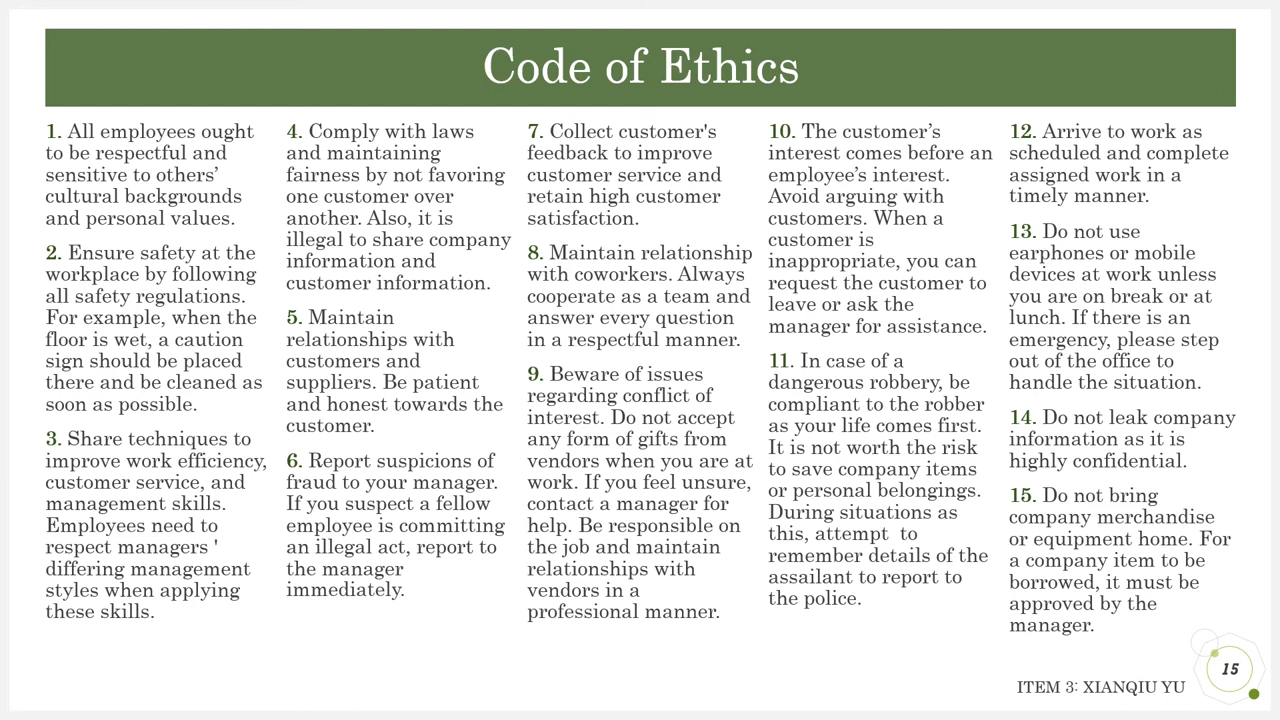 Code of Ethics
1. All employees ought
to be respectful and
sensitive to others’
cultural backgrounds
and personal values.
2. Ensure safety at the
workplace by following
all safety regulations.
For example, when the
floor is wet, a caution
sign should be placed
there and be cleaned as
soon as possible.
3. Share techniques to
improve work efficiency,
customer service, and
management skills.
Employees need to
respect managers '
differing management
styles when applying
these skills.
4. Comply with laws
and maintaining
fairness by not favoring
one customer over
another. Also, it is
illegal to share company
information and
customer information.
5. Maintain
relationships with
customers and
suppliers. Be patient
and honest towards the
customer.
6. Report suspicions of
fraud to your manager.
If you suspect a fellow
employee is committing
an illegal act, report to
the manager
immediately.
7. Collect customer's
feedback to improve
customer service and
retain high customer
satisfaction.
8. Maintain relationship
with coworkers. Always
cooperate as a team and
answer every question
in a respectful manner.
9. Beware of issues
regarding conflict of
interest. Do not accept
any form of gifts from
vendors when you are at
work. If you feel unsure,
contact a manager for
help. Be responsible on
the job and maintain
relationships with
vendors in a
professional manner.
10. The customer’s
interest comes before an
employee’s interest.
Avoid arguing with
customers. When a
customer is
inappropriate, you can
request the customer to
leave or ask the
manager for assistance.
11. In case of a
dangerous robbery, be
compliant to the robber
as your life comes first.
It is not worth the risk
to save company items
or personal belongings.
During situations as
this, attempt  to
remember details of the
assailant to report to
the police.
12. Arrive to work as
scheduled and complete
assigned work in a
timely manner.
13. Do not use
earphones or mobile
devices at work unless
you are on break or at
lunch. If there is an
emergency, please step
out of the office to
handle the situation.
14. Do not leak company
information as it is
highly confidential.
15. Do not bring
company merchandise
or equipment home. For
a company item to be
borrowed, it must be
approved by the
manager.
ITEM 3: XIANQIU YU
15